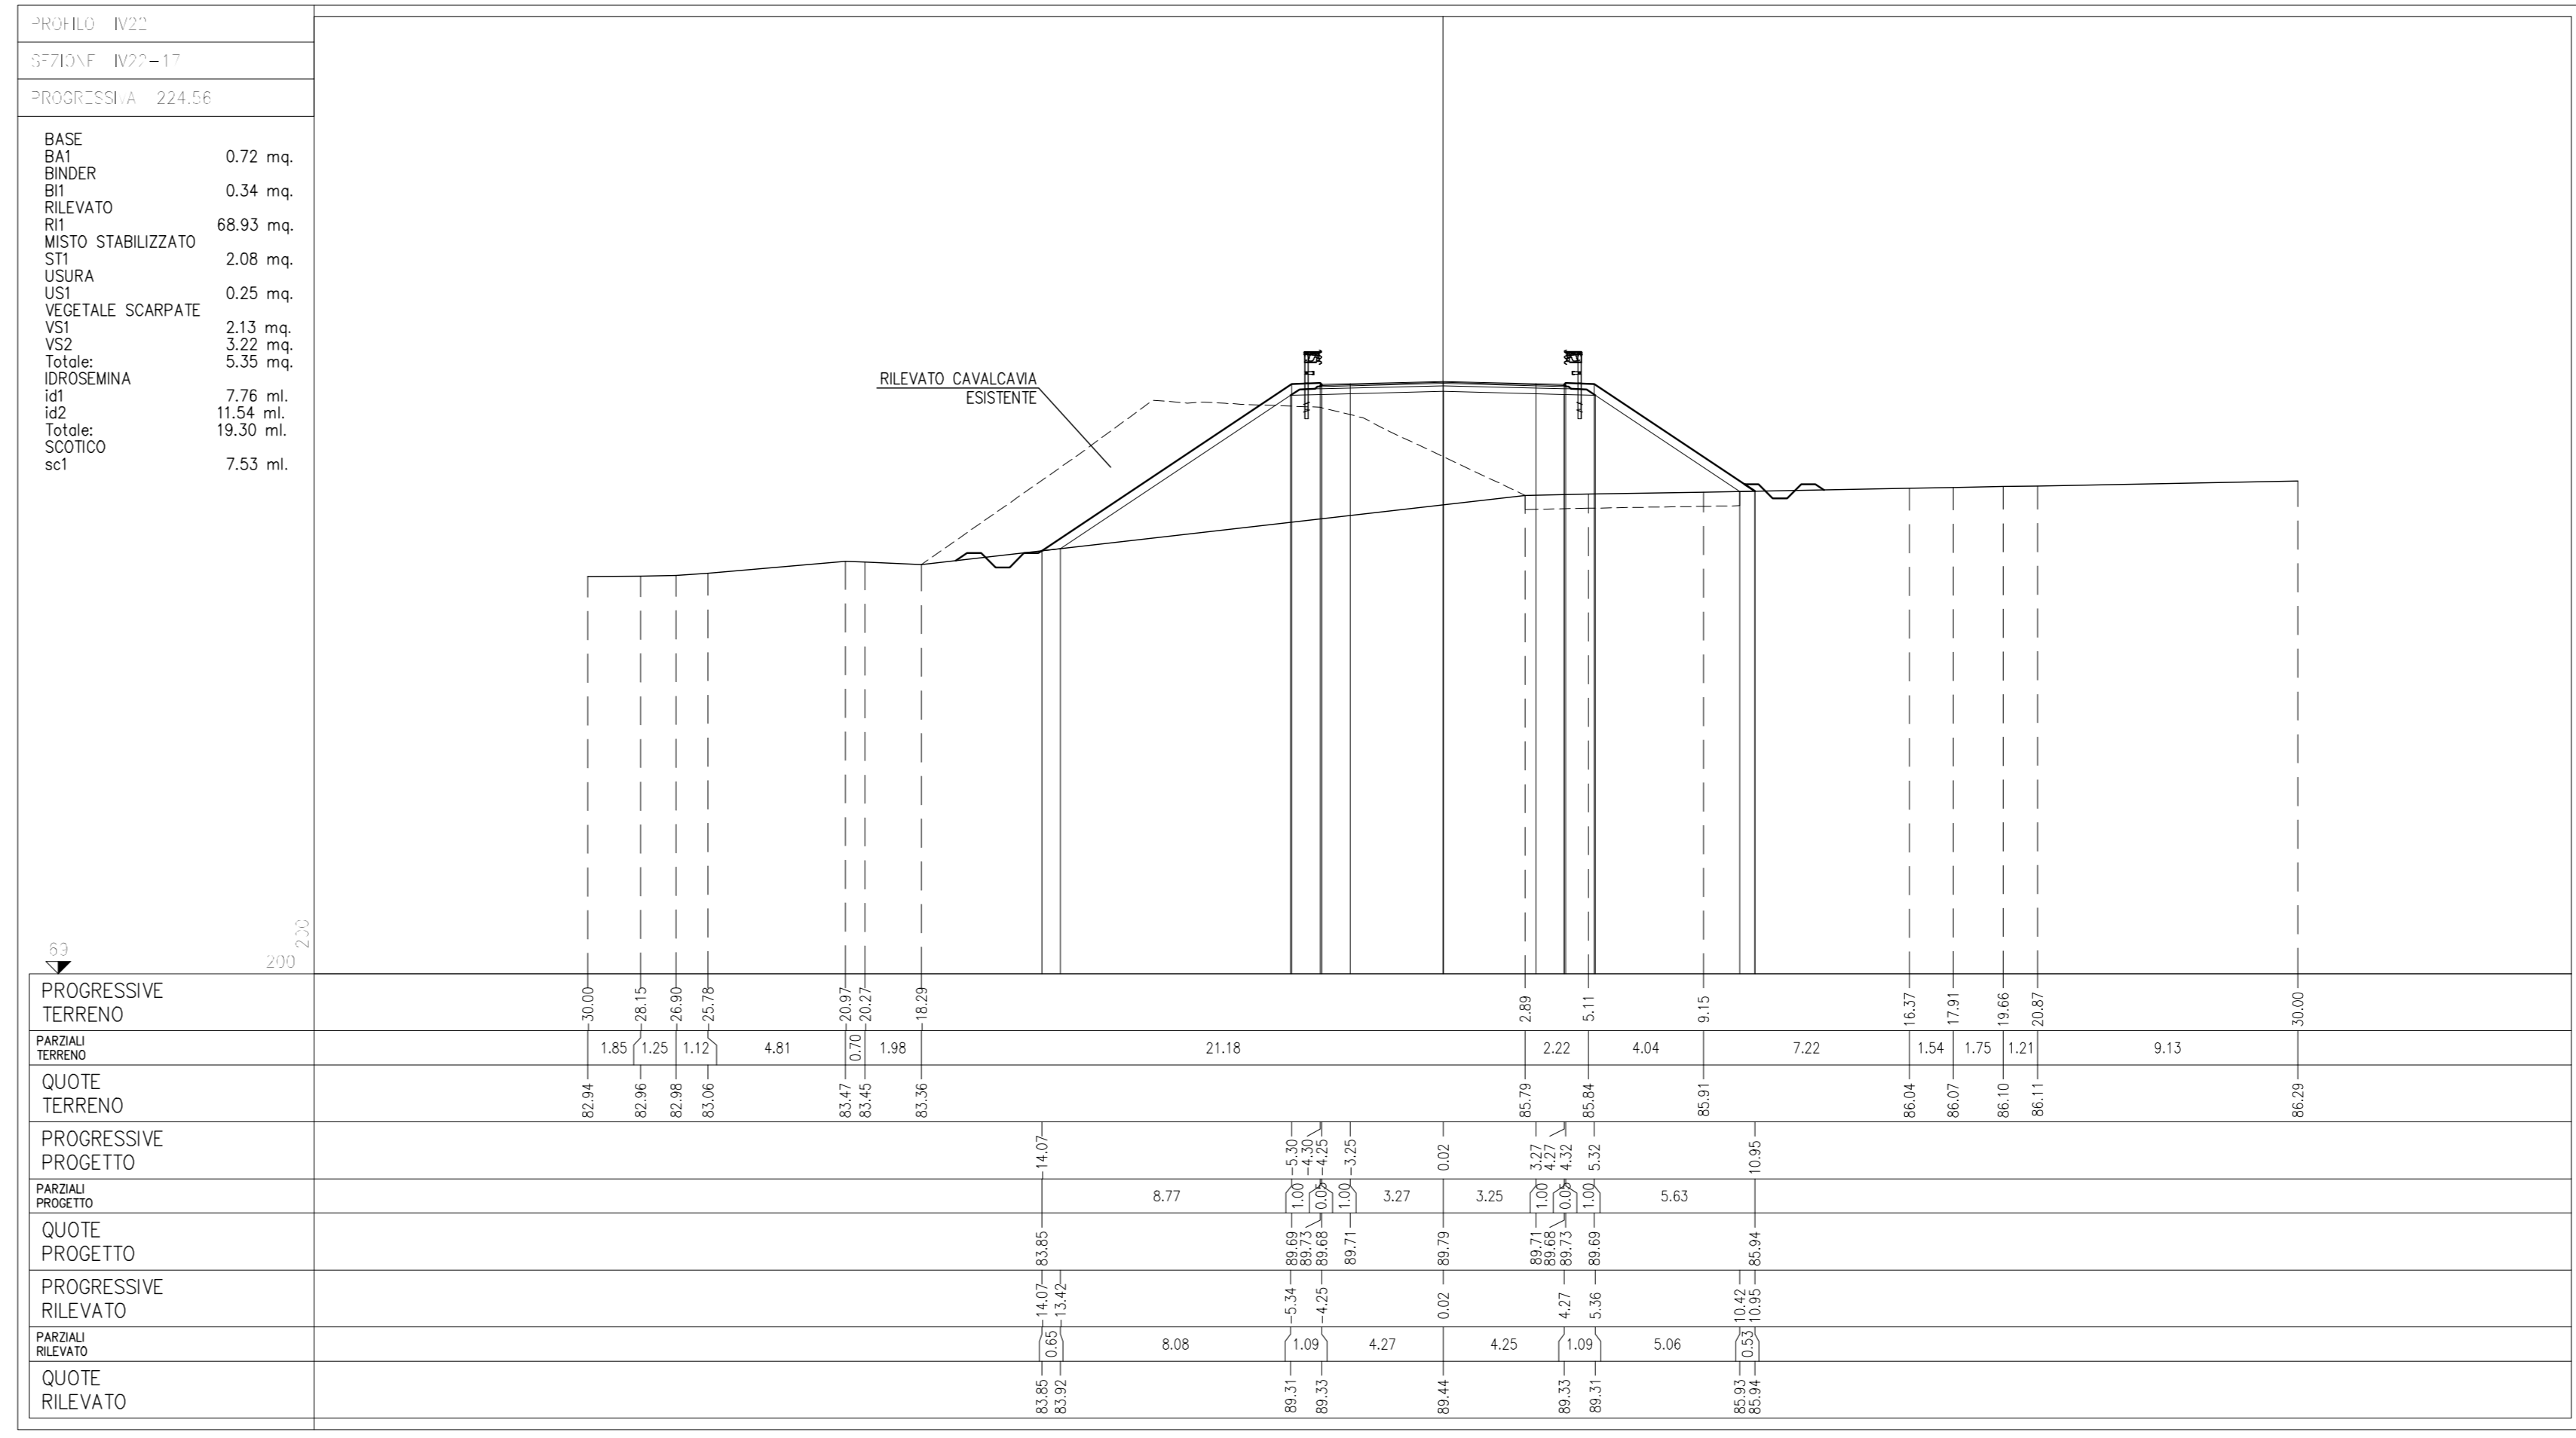 PROFILO IV22
SEZIONE IV22-17
PROGRESSIVA 224.56
BASE
BA1 0.72 mq.
BINDER
BI1 0.34 mq.
RILEVATO
RI1 68.93 mq.
MISTO STABILIZZATO
ST1 2.08 mq.
USURA
US1 0.25 mq.
VEGETALE SCARPATE
VS1 2.13 mq.
VS2 3.22 mq.
Totale: 5.35 mq.
IDROSEMINA
id1 7.76 ml.
id2 11.54 ml.
Totale: 19.30 ml.
SCOTICO
sc1 7.53 ml.
RILEVATO CAVALCAVIA
ESISTENTE
69
200
200
PROGRESSIVE
TERRENO
-30.00 -28.15 -26.90 -25.78 -20.97 -20.27 -18.29 2.89 5.11 9.15 16.37 17.91 19.66 20.87 30.00
PARZIALI
TERRENO
1.85 1.25 1.12 4.81 0.70 1.98 21.18 2.22 4.04 7.22 1.54 1.75 1.21 9.13
QUOTE
TERRENO
82.94 82.96 82.98 83.06 83.47 83.45 83.36 85.79 85.84 85.91 86.04 86.07 86.10 86.11 86.29
PROGRESSIVE
PROGETTO
-14.07 -5.30 -4.30 -4.25 -3.25 0.02 3.27 4.27 4.32 5.32 10.95
PARZIALI
PROGETTO
8.77 1.00 0.05 1.00 3.27 3.25 1.00 0.05 1.00 5.63
QUOTE
PROGETTO
83.85 89.69 89.73 89.68 89.71 89.79 89.71 89.68 89.73 89.69 85.94
PROGRESSIVE
RILEVATO
-14.07 -13.42 -5.34 -4.25 0.02 4.27 5.36 10.42 10.95
PARZIALI
RILEVATO
0.65 8.08 1.09 4.27 4.25 1.09 5.06 0.53
QUOTE
RILEVATO
83.85 83.92 89.31 89.33 89.44 89.33 89.31 85.93 85.94